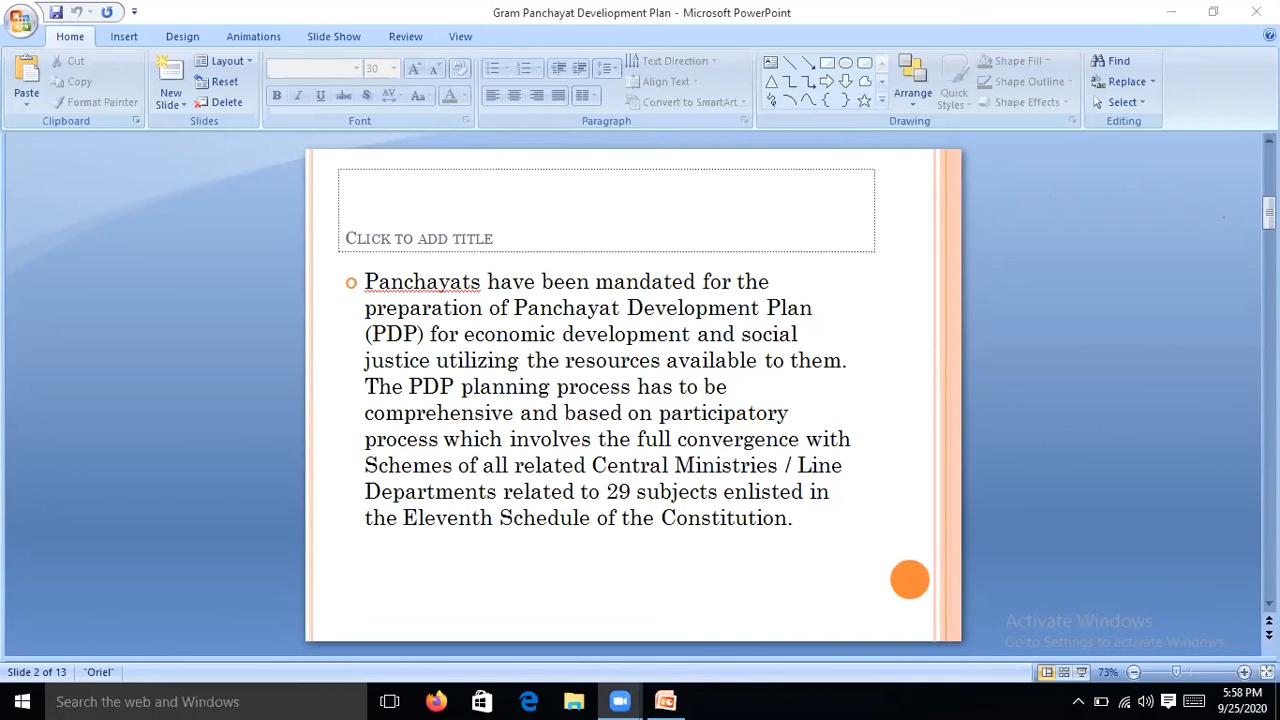 Gram Panchayat Develiopment Plan - Microsoft PowerPoint
Home Insert Design Animations Slide Show Review View
Paste Cut Copy Format Painter Clipboard
New Slide Layout Reset Delete Slides
30
B I U abc S AV Aa A Font
Text Direction Align Text Convert to SmartArt Paragraph
Arrange Quick Styles Shape Fill Shape Outline Shape Effects Drawing
Find Replace Select Editing
CLICK TO ADD TITLE
Panchayats have been mandated for the
preparation of Panchayat Development Plan
(PDP) for economic development and social
justice utilizing the resources available to them.
The PDP planning process has to be
comprehensive and based on participatory
process which involves the full convergence with
Schemes of all related Central Ministries / Line
Departments related to 29 subjects enlisted in
the Eleventh Schedule of the Constitution.
Activate Windows
Go to Settings to activate Windows.
Slide 2 of 13 "Oriel" 73%
Search the web and Windows
5:58 PM
9/25/2020